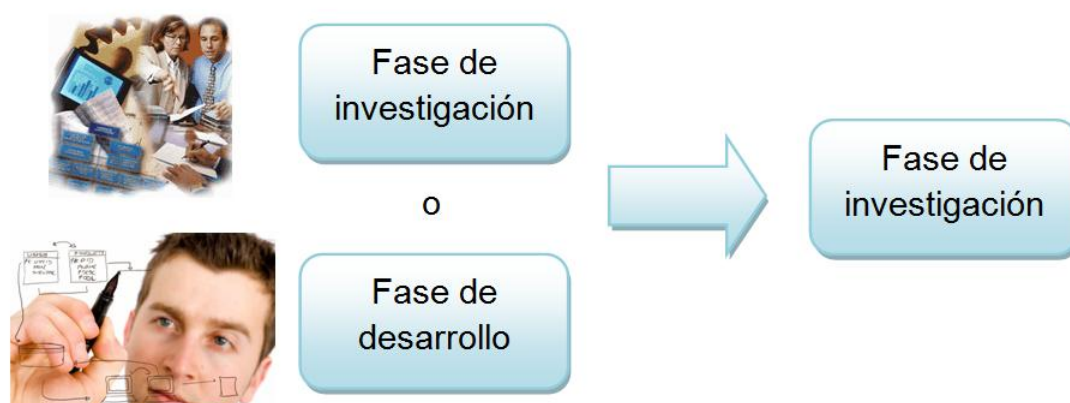 Fase de
investigación
o
Fase de
desarrollo
Fase de
investigación